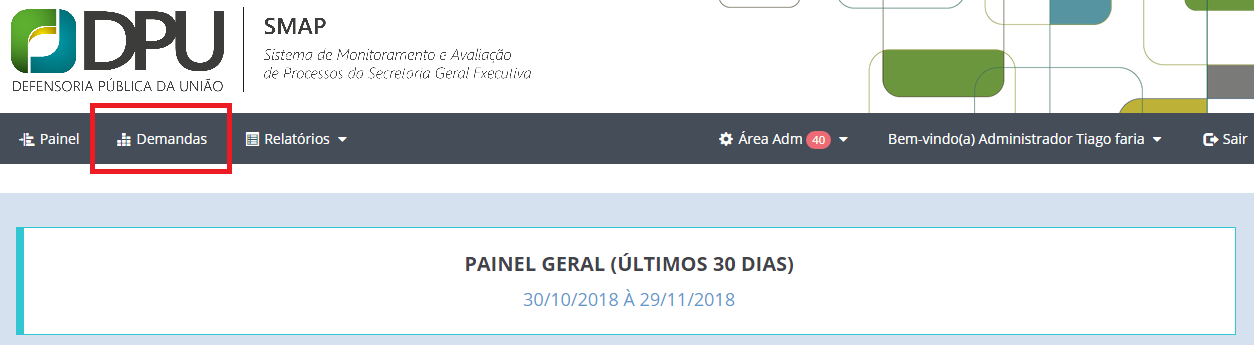 DPU
DEFENSORIA PÚBLICA DA UNIÃO
SMAP
Sistema de Monitoramento e Avaliação
de Processos da Secretaria Geral Executiva
Painel Demandas Relatórios Área Adm 40 Bem-vindo(a) Administrador Tiago faria Sair
PAINEL GERAL (ÚLTIMOS 30 DIAS)
30/10/2018 À 29/11/2018